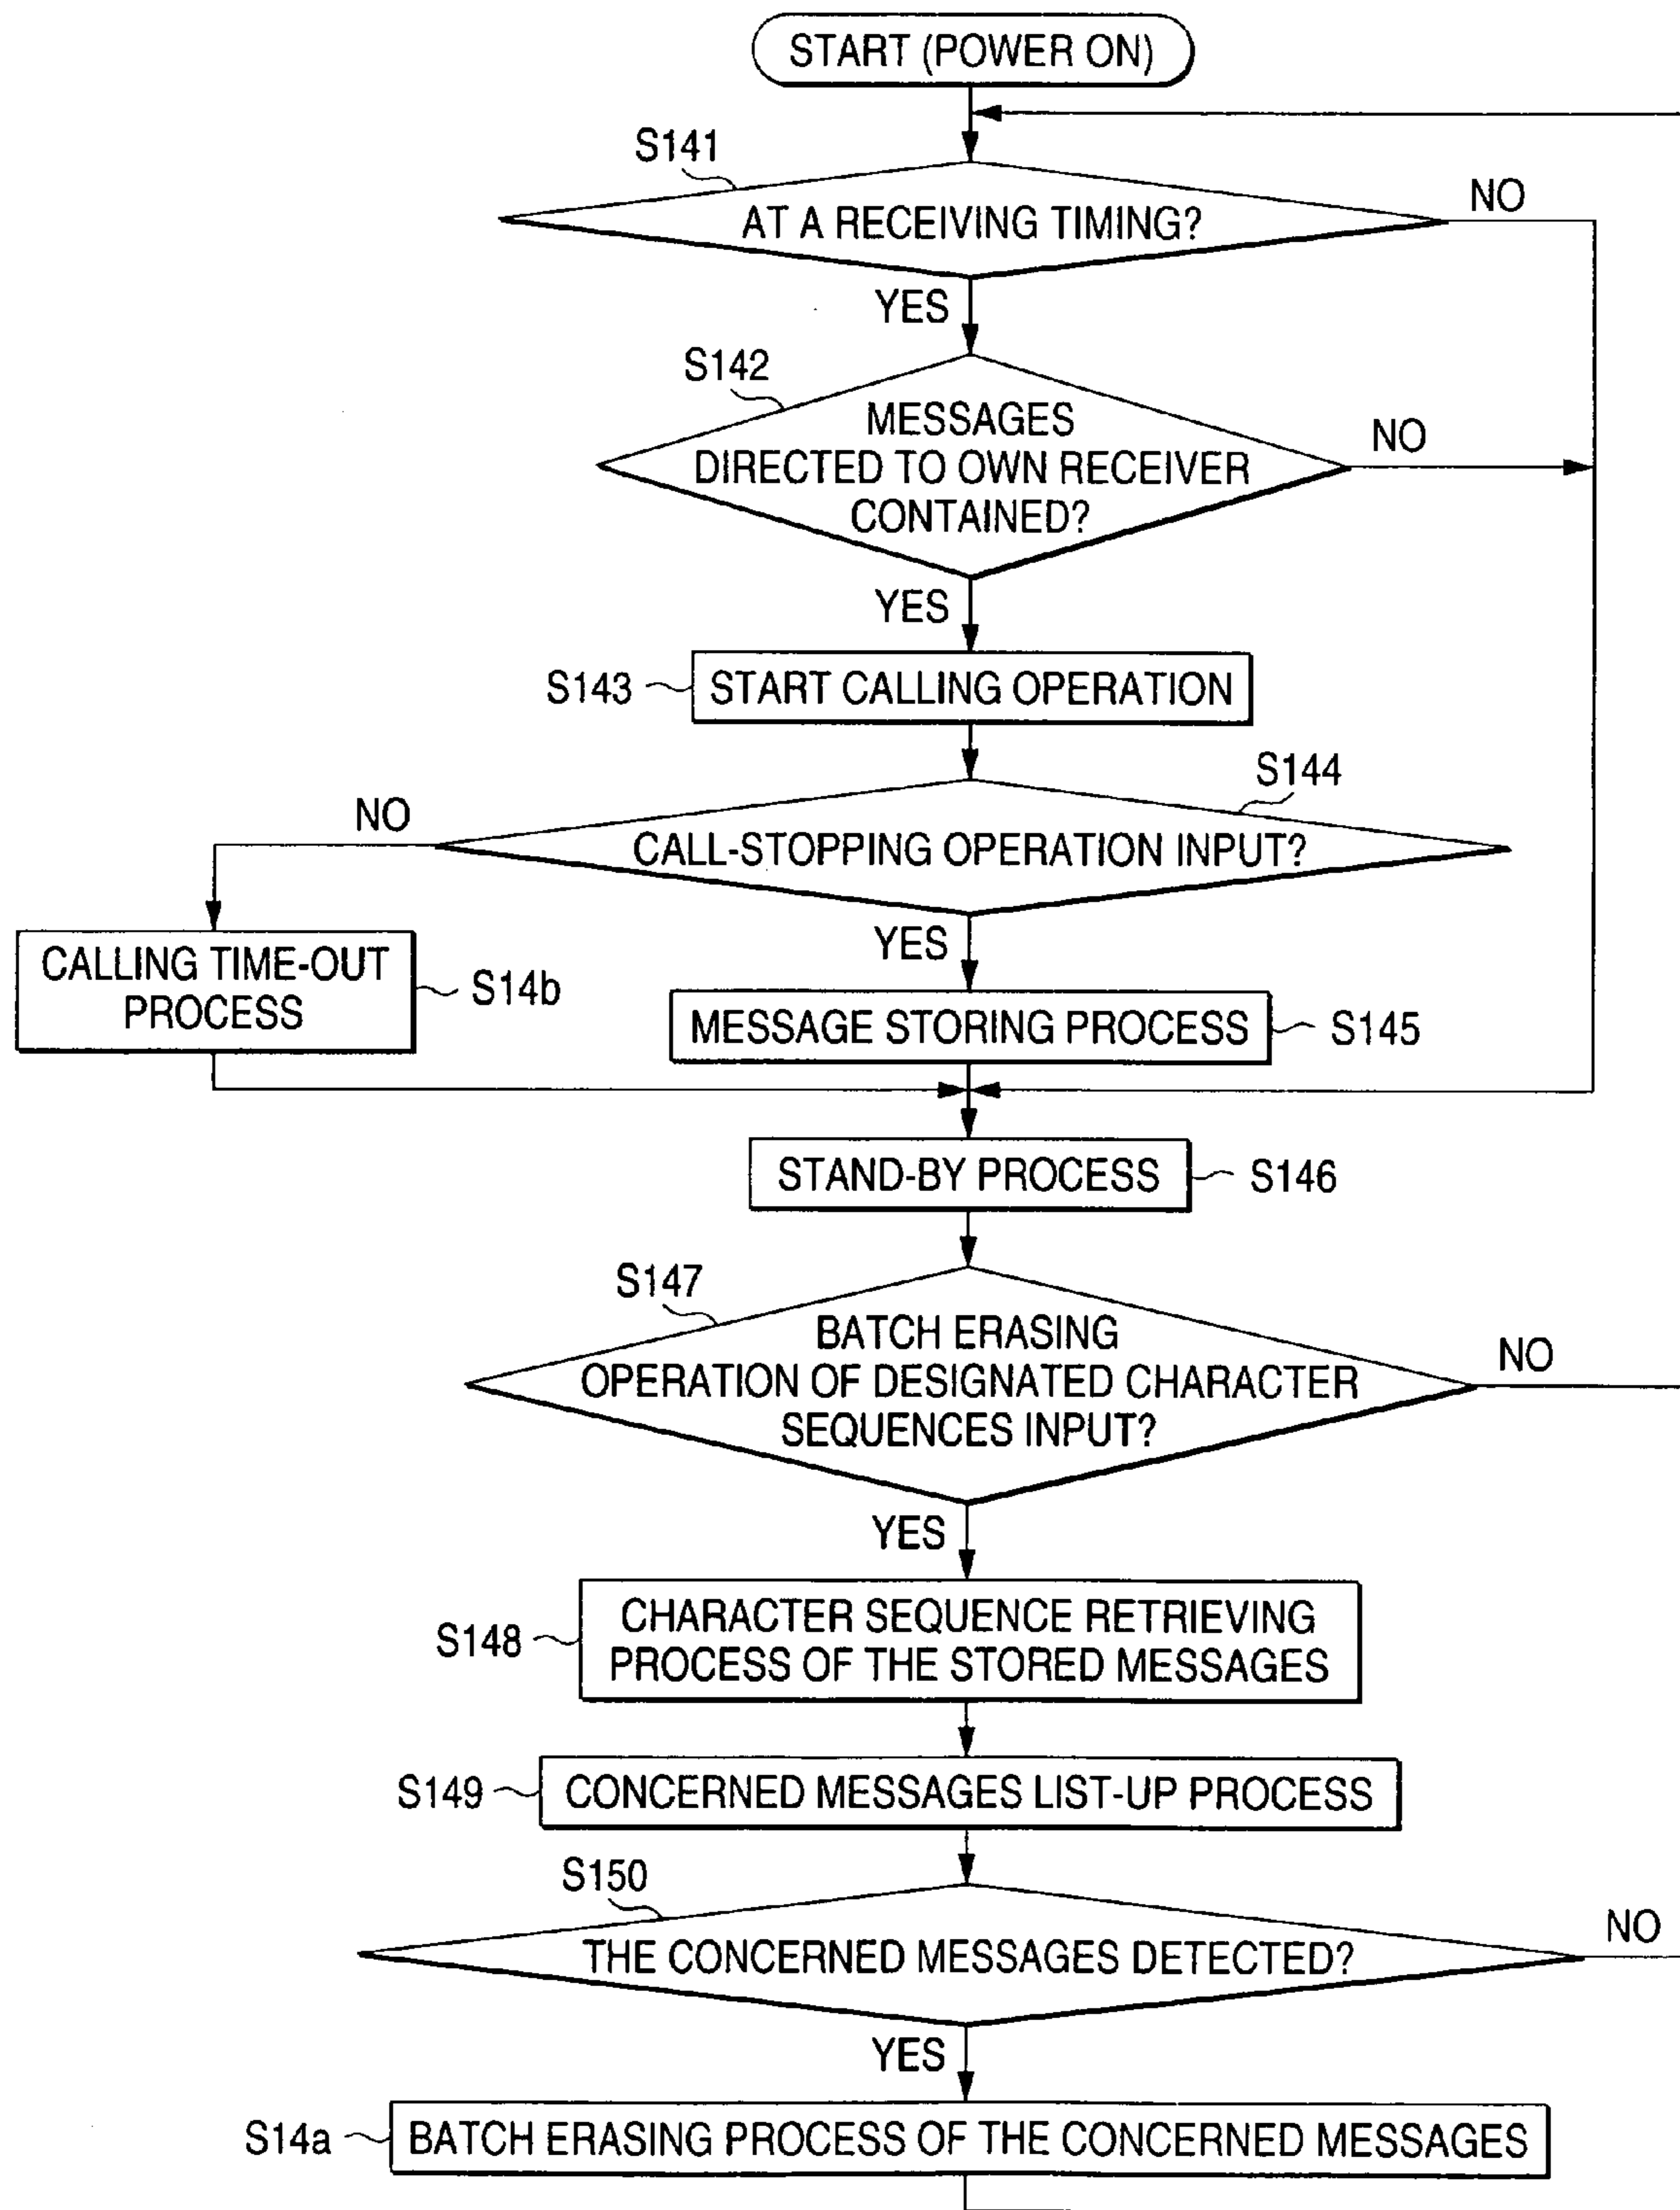 START (POWER ON)
S141
AT A RECEIVING TIMING?
NO
YES
S142
MESSAGES
DIRECTED TO OWN RECEIVER
CONTAINED?
NO
YES
S143
START CALLING OPERATION
S144
NO
CALL-STOPPING OPERATION INPUT?
YES
CALLING TIME-OUT
PROCESS
S14b
MESSAGE STORING PROCESS
S145
STAND-BY PROCESS
S146
S147
BATCH ERASING
OPERATION OF DESIGNATED CHARACTER
SEQUENCES INPUT?
NO
YES
S148
CHARACTER SEQUENCE RETRIEVING
PROCESS OF THE STORED MESSAGES
S149
CONCERNED MESSAGES LIST-UP PROCESS
S150
THE CONCERNED MESSAGES DETECTED?
NO
YES
S14a
BATCH ERASING PROCESS OF THE CONCERNED MESSAGES